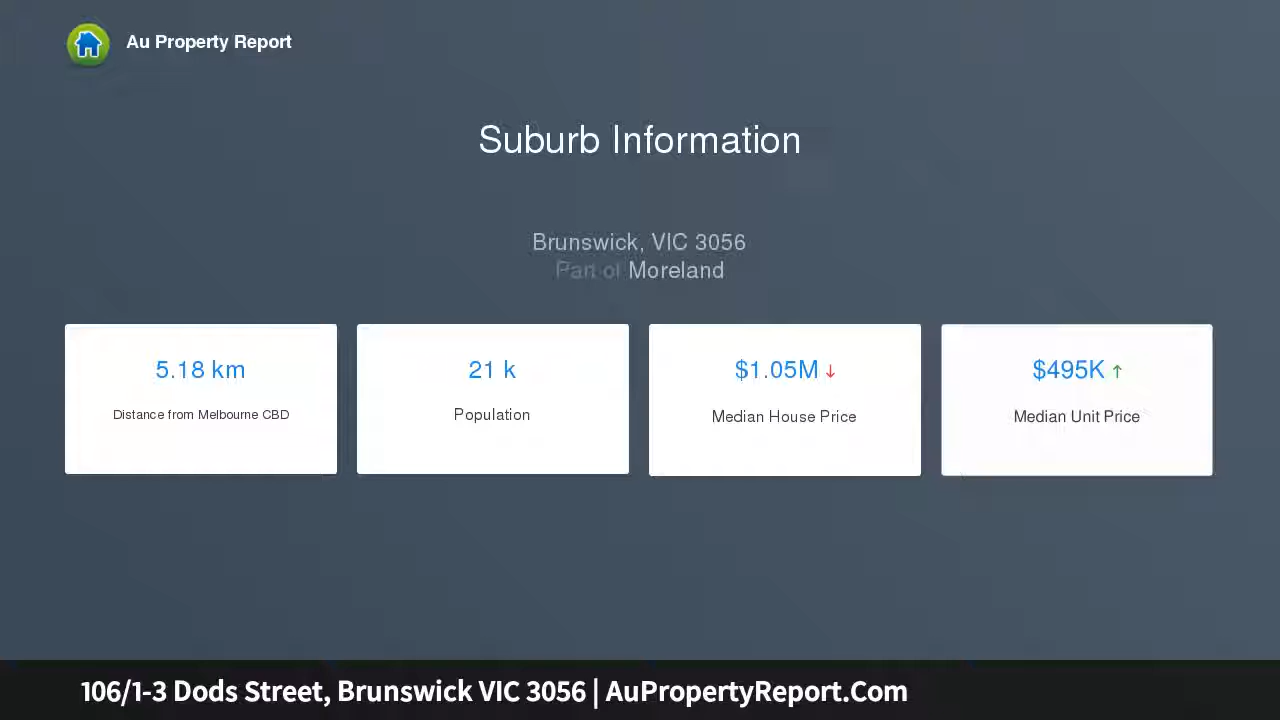 Au Property Report
Suburb Information
Brunswick, VIC 3056
Part of Moreland
5.18 km
Distance from Melbourne CBD
21 k
Population
$1.05M ↓
Median House Price
$495K ↑
Median Unit Price
106/1-3 Dods Street, Brunswick VIC 3056 | AuPropertyReport.Com